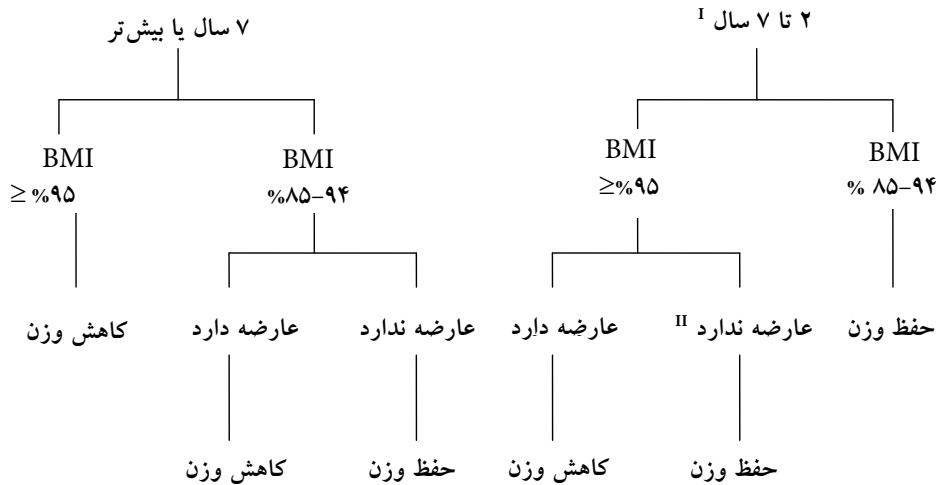 ۲ تا ۷ سال I
۷ سال یا بیش‌تر
BMI
% ۸۵-۹۴
BMI
≥%۹۵
BMI
%۸۵-۹۴
BMI
≥ %۹۵
حفظ وزن
عارضه ندارد II
عارضه دارد
عارضه ندارد
عارضه دارد
کاهش وزن
حفظ وزن
کاهش وزن
حفظ وزن
کاهش وزن